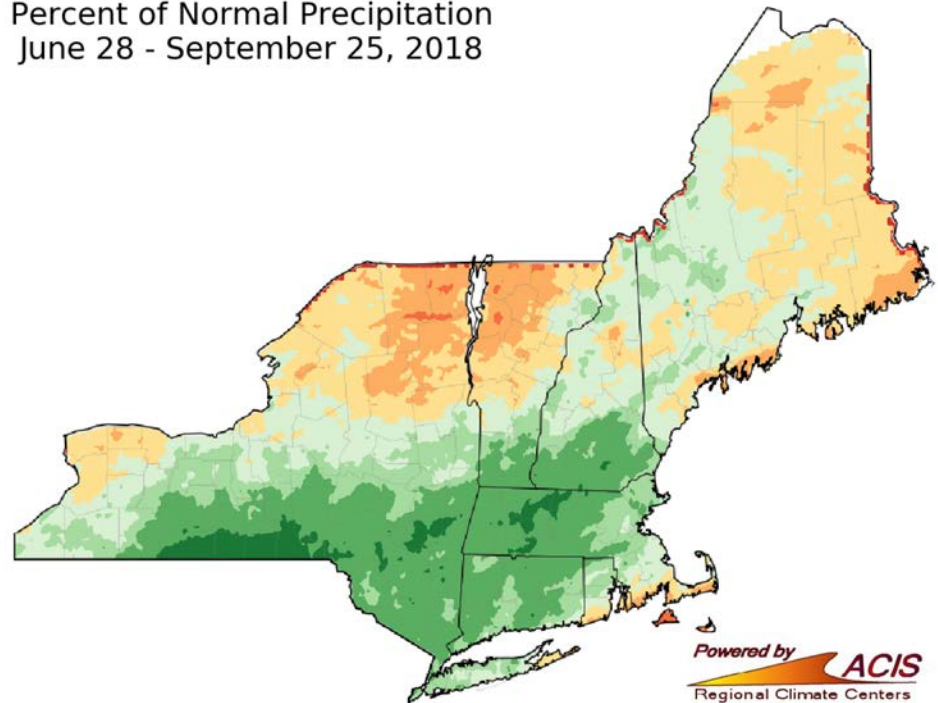 Percent of Normal Precipitation
June 28 - September 25, 2018
Powered by
ACIS
Regional Climate Centers